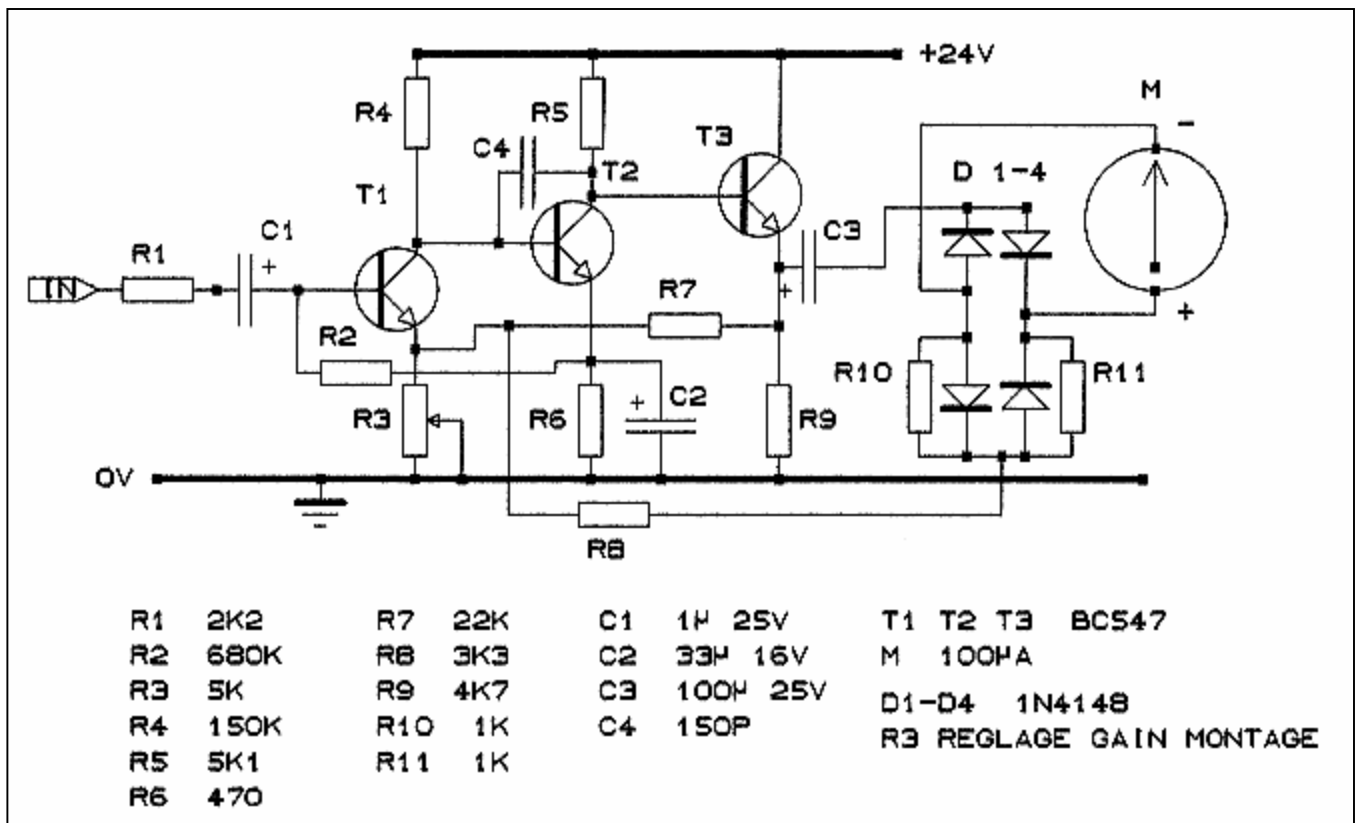 +24V
M
R4
R5
C4
T3
-
T2
D 1-4
T1
C1
C3
R1
IN
+
R7
+
+
R2
R10
R11
R3
R6
+
C2
R9
0V
R8
R1 2K2 R7 22K C1 1µ 25V T1 T2 T3 BC547
R2 680K R8 3K3 C2 33µ 16V M 100µA
R3 5K R9 4K7 C3 100µ 25V D1-D4 1N4148
R4 150K R10 1K C4 150P R3 REGLAGE GAIN MONTAGE
R5 5K1 R11 1K
R6 470